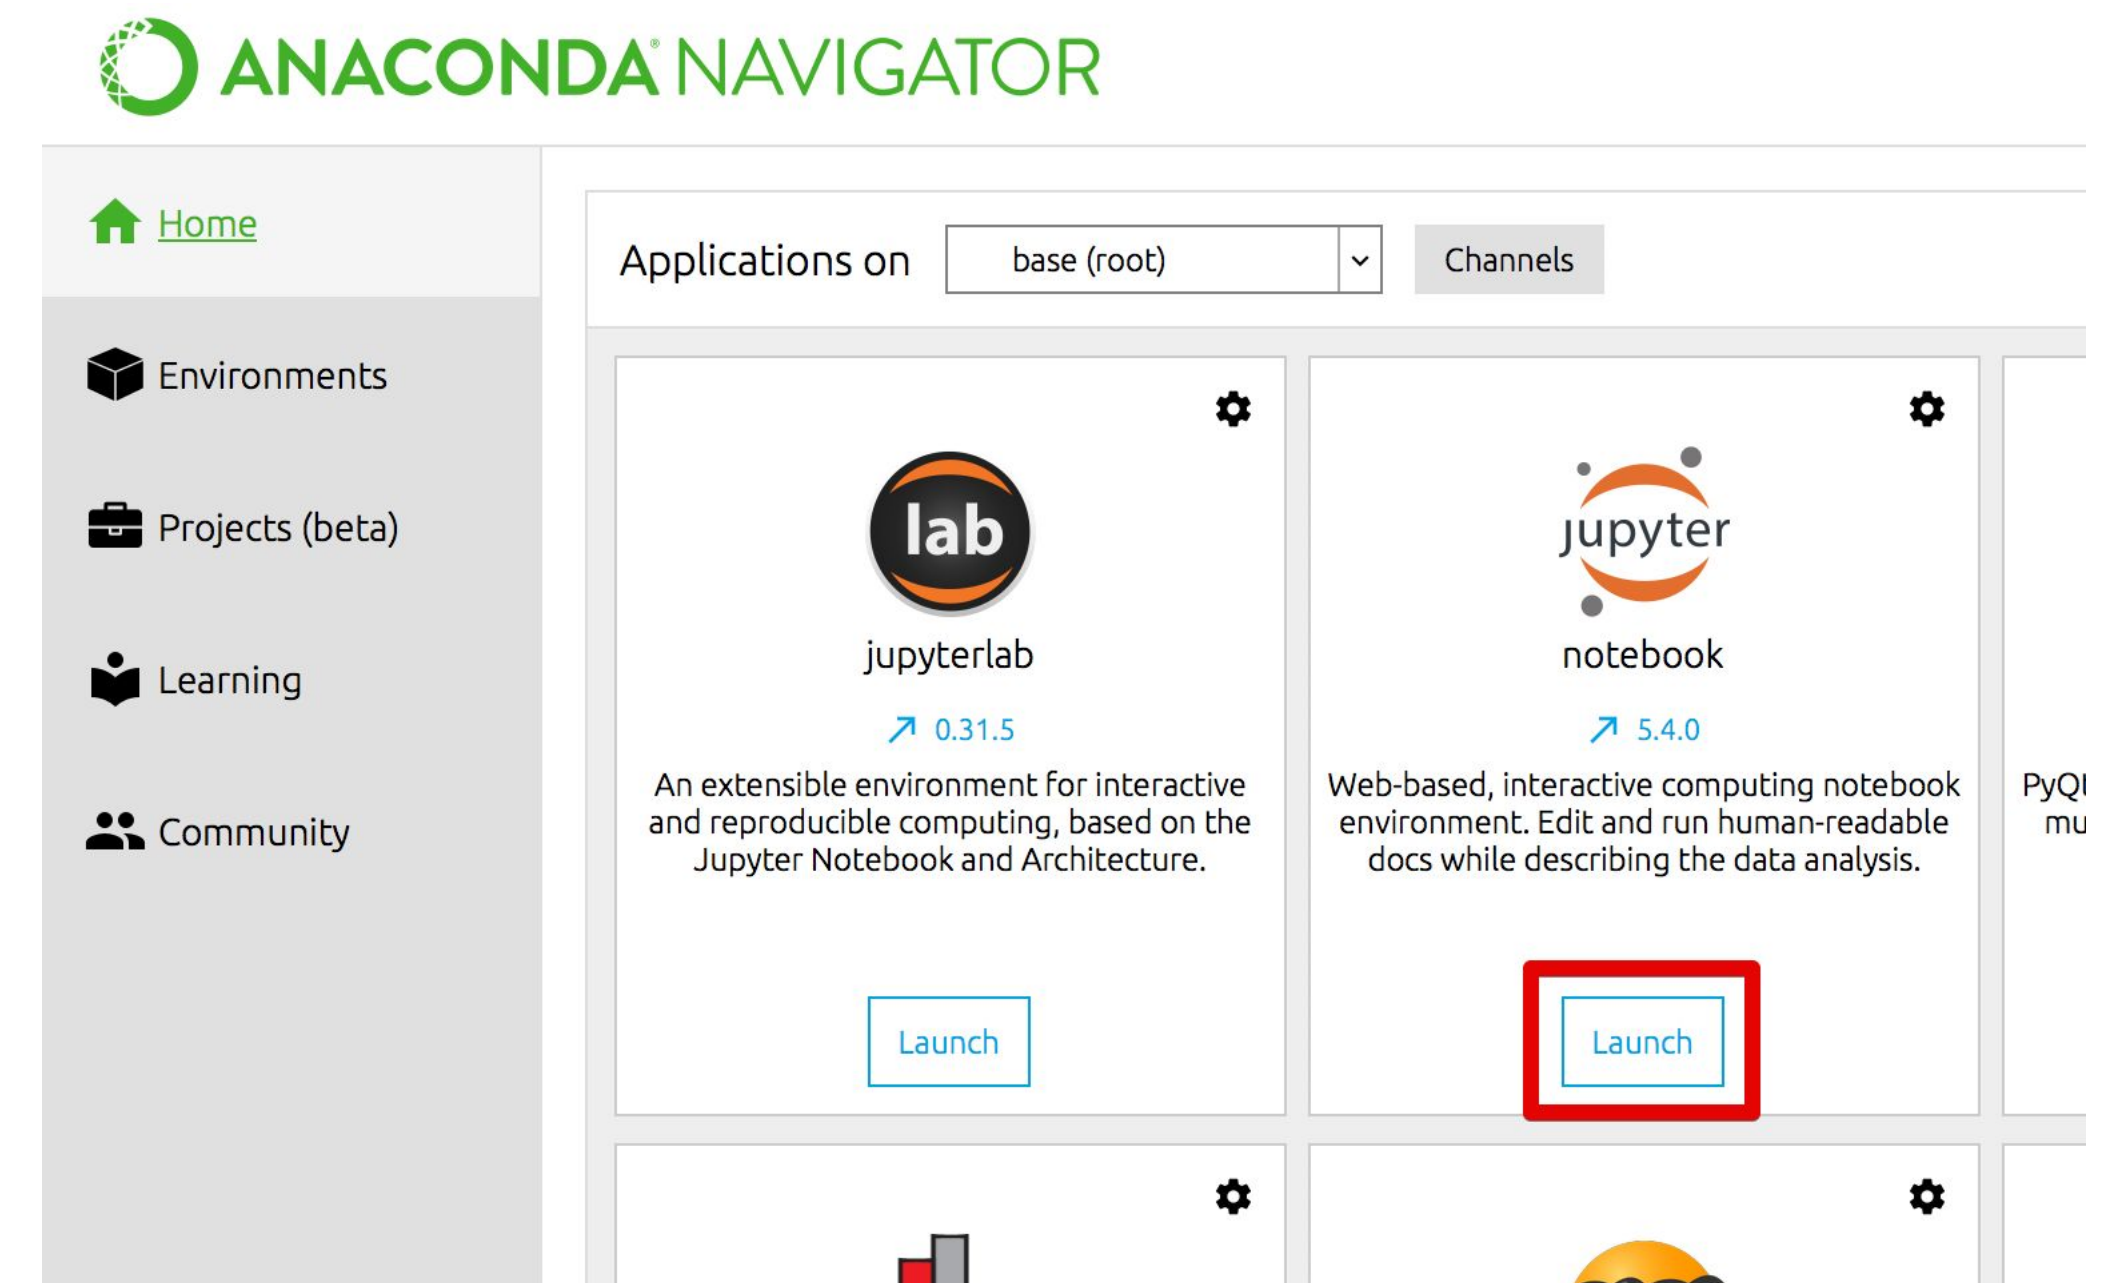 ANACONDA® NAVIGATOR
Home
Environments
Projects (beta)
Learning
Community
Applications on
base (root)
Channels
lab
jupyterlab
0.31.5
An extensible environment for interactive
and reproducible computing, based on the
Jupyter Notebook and Architecture.
Launch
jupyter
notebook
5.4.0
Web-based, interactive computing notebook
environment. Edit and run human-readable
docs while describing the data analysis.
Launch
mu